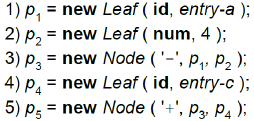 1) p₁ = new Leaf ( id, entry-a );
2) p₂ = new Leaf ( num, 4 );
3) p₃ = new Node ( '−', p₁, p₂ );
4) p₄ = new Leaf ( id, entry-c );
5) p₅ = new Node ( '+', p₃, p₄ );